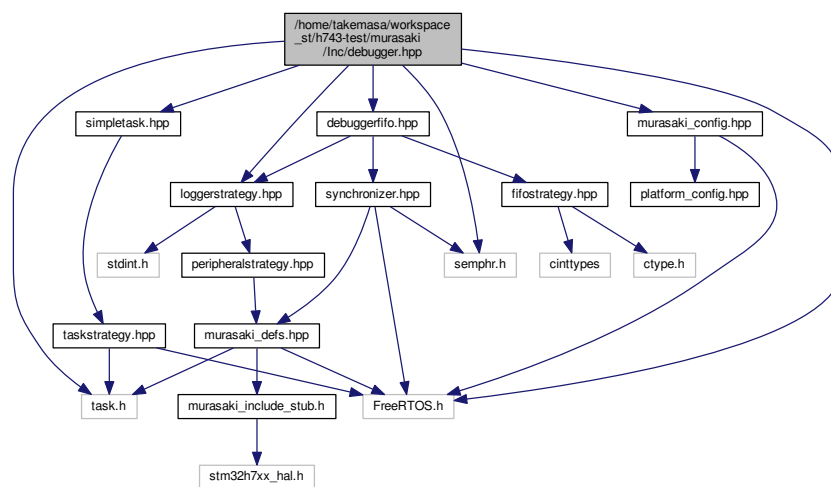 /home/takemasa/workspace
_st/h743-test/murasaki
/Inc/debugger.hpp
simpletask.hpp
debuggerfifo.hpp
murasaki_config.hpp
loggerstrategy.hpp
synchronizer.hpp
fifostrategy.hpp
platform_config.hpp
stdint.h
peripheralstrategy.hpp
semphr.h
cinttypes
ctype.h
taskstrategy.hpp
murasaki_defs.hpp
task.h
murasaki_include_stub.h
FreeRTOS.h
stm32h7xx_hal.h